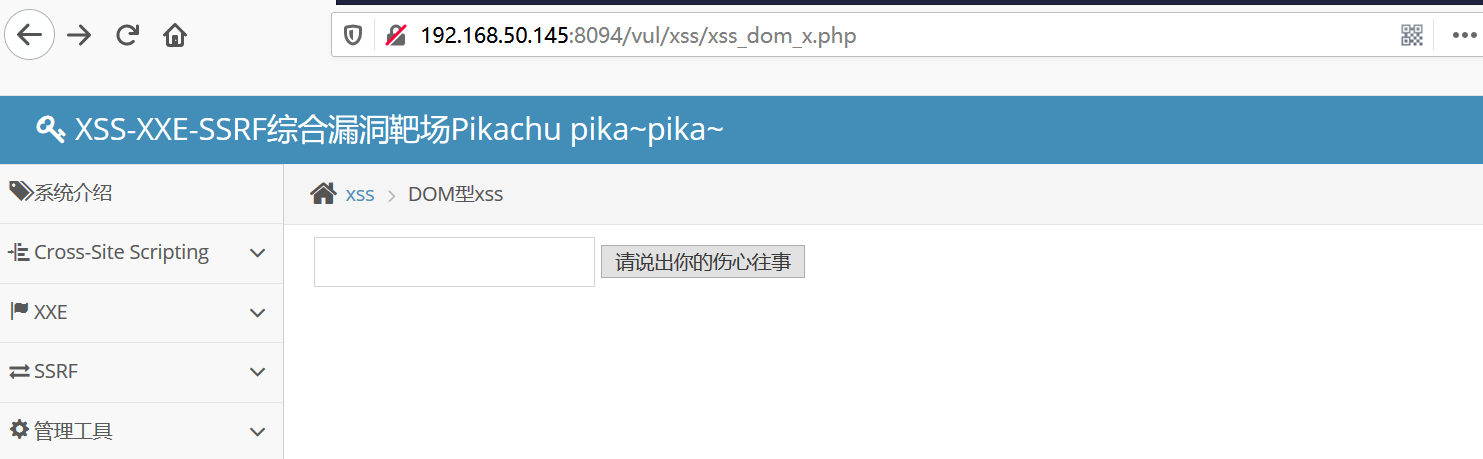 192.168.50.145:8094/vul/xss/xss_dom_x.php
XSS-XXE-SSRF综合漏洞靶场Pikachu pika~pika~
系统介绍
xss > DOM型xss
Cross-Site Scripting
请说出你的伤心往事
XXE
SSRF
管理工具